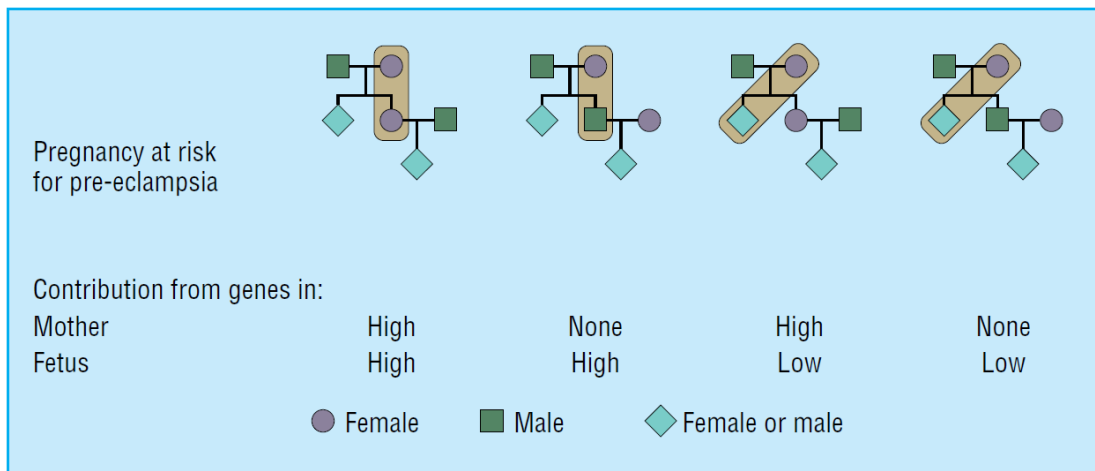 Pregnancy at risk
for pre-eclampsia
Contribution from genes in:
Mother High None High None
Fetus High High Low Low
Female Male Female or male